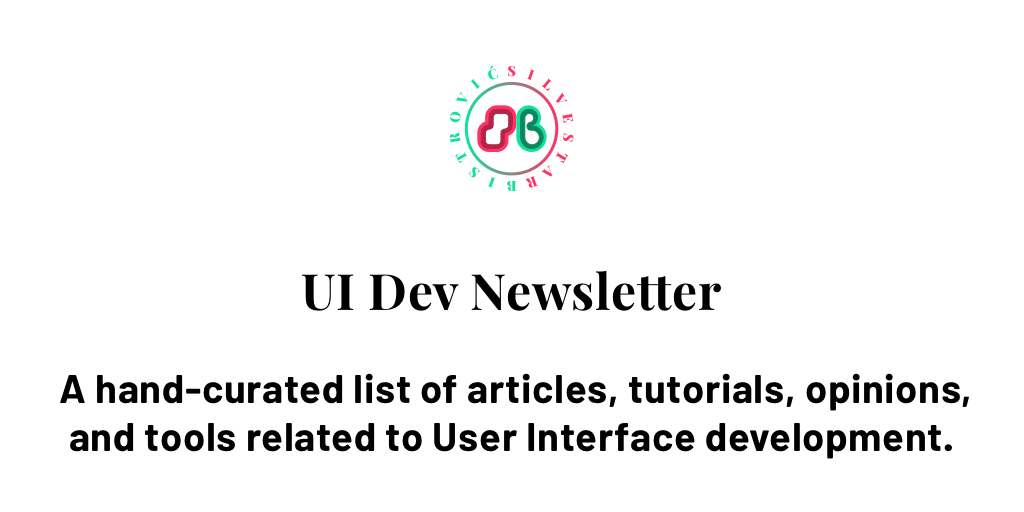 SILVESTAR BISTROVIĆ
UI Dev Newsletter
A hand-curated list of articles, tutorials, opinions,
and tools related to User Interface development.